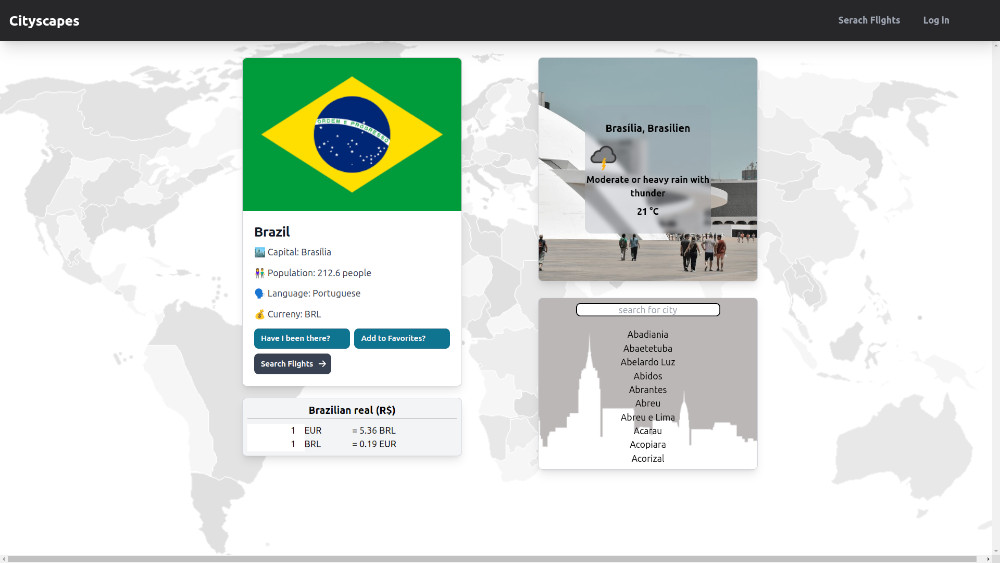 Cityscapes
Serach Flights
Log In
ORDEM E PROGRESSO
Brazil
Capital: Brasília
Population: 212.6 people
Language: Portuguese
Curreny: BRL
Have I been there?
Add to Favorites?
Search Flights →
Brazilian real (R$)
1 EUR = 5.36 BRL
1 BRL = 0.19 EUR
Brasília, Brasilien
Moderate or heavy rain with
thunder
21 °C
search for city
Abadiania
Abaetetuba
Abelardo Luz
Abidos
Abrantes
Abreu
Abreu e Lima
Acarau
Acopiara
Acorizal